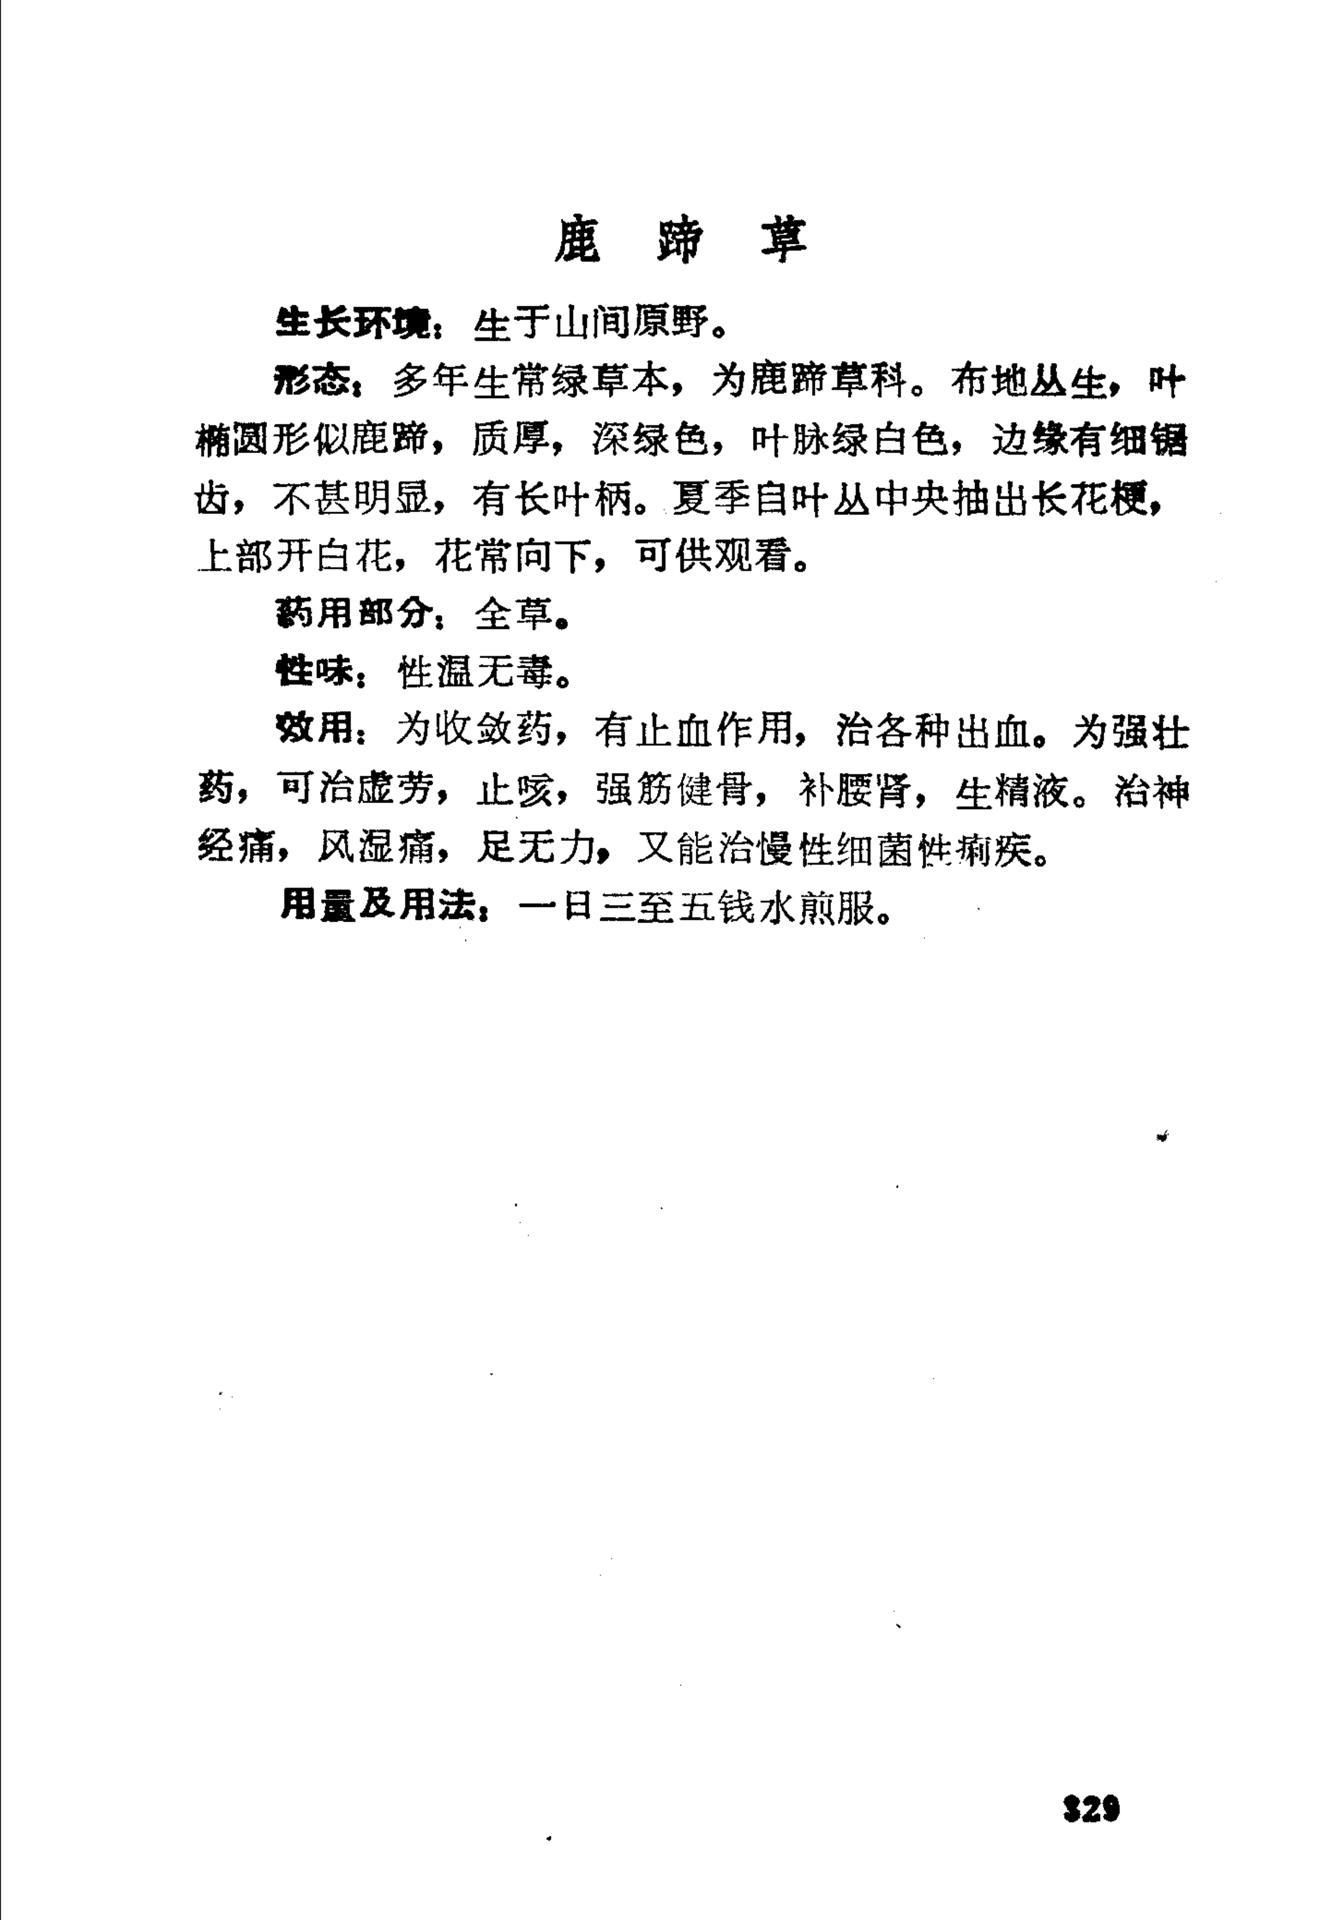 鹿蹄草
生长环境：生于山间原野。
形态：多年生常绿草本，为鹿蹄草科。布地丛生，叶
椭圆形似鹿蹄，质厚，深绿色，叶脉绿白色，边缘有细锯
齿，不甚明显，有长叶柄。夏季自叶丛中央抽出长花梗，
上部开白花，花常向下，可供观看。
药用部分：全草。
性味：性温无毒。
效用：为收敛药，有止血作用，治各种出血。为强壮
药，可治虚劳，止咳，强筋健骨，补腰肾，生精液。治神
经痛，风湿痛，足无力，又能治慢性细菌性痢疾。
用量及用法：一日三至五钱水煎服。
329